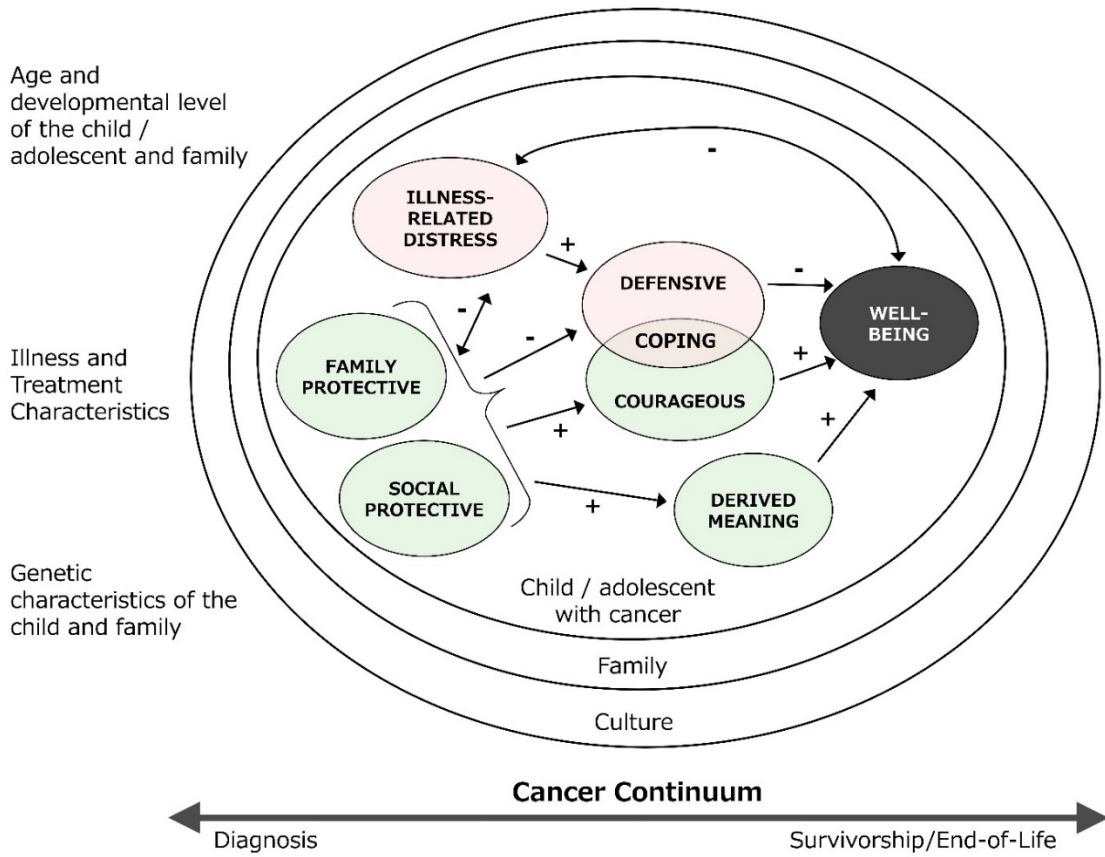 Age and
developmental level
of the child /
adolescent and family
Illness and
Treatment
Characteristics
Genetic
characteristics of the
child and family
-
ILLNESS-
RELATED
DISTRESS
+
DEFENSIVE
-
WELL-
BEING
-
-
COPING
+
FAMILY
PROTECTIVE
COURAGEOUS
+
+
SOCIAL
PROTECTIVE
+
DERIVED
MEANING
Child / adolescent
with cancer
Family
Culture
Cancer Continuum
Diagnosis
Survivorship/End-of-Life